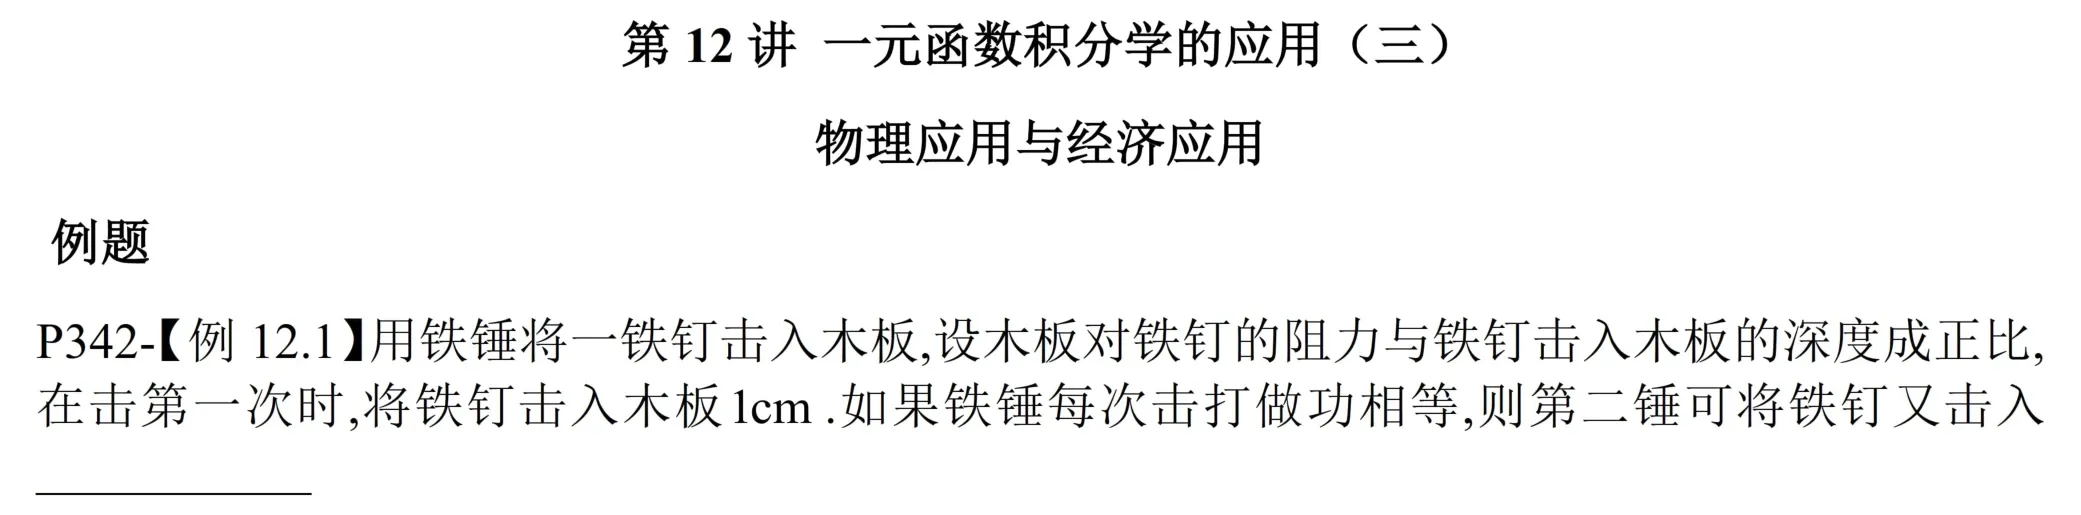 第 12 讲 一元函数积分学的应用（三）
物理应用与经济应用
例题
P342-【例 12.1】用铁锤将一铁钉击入木板,设木板对铁钉的阻力与铁钉击入木板的深度成正比,
在击第一次时,将铁钉击入木板1cm .如果铁锤每次击打做功相等,则第二锤可将铁钉又击入